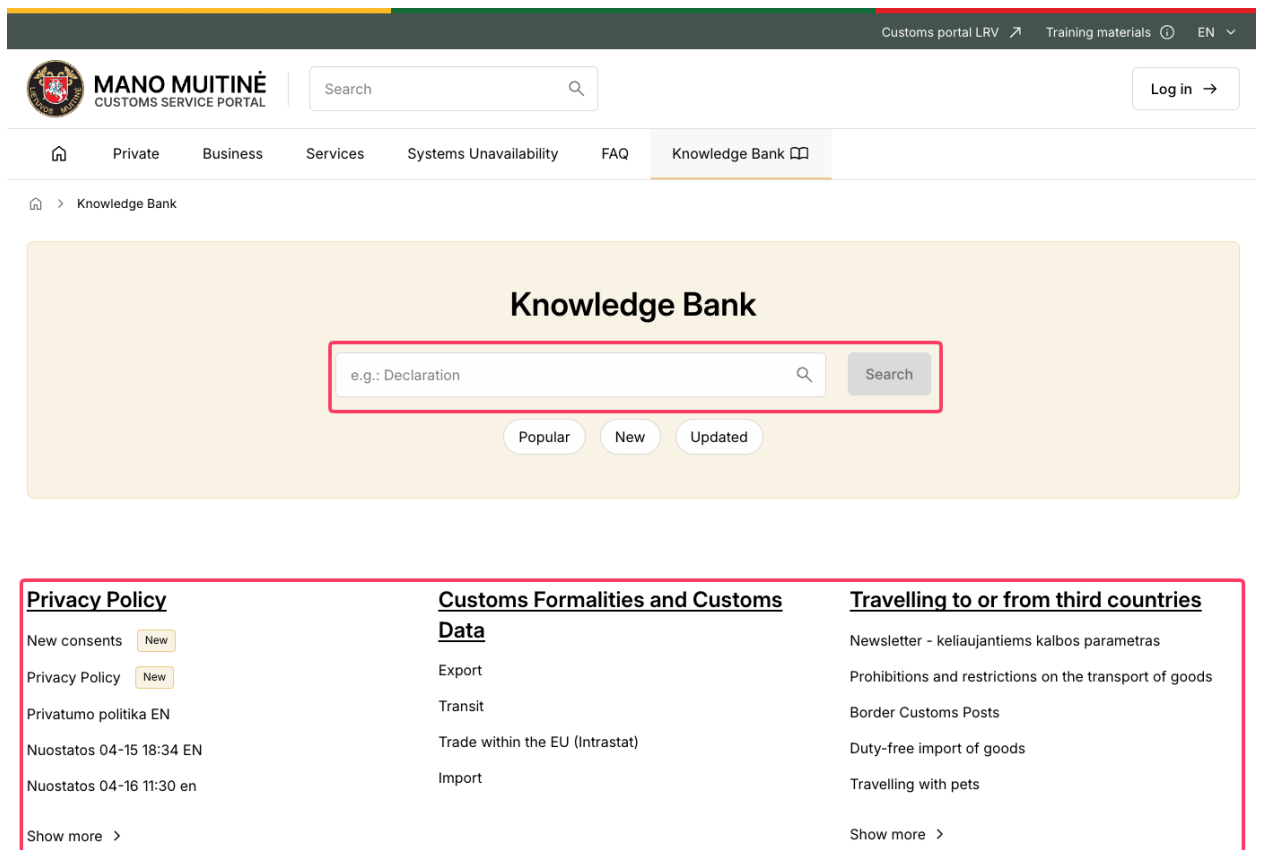 Customs portal LRV Training materials EN
MANO MUITINĖ
CUSTOMS SERVICE PORTAL
Search
Log in
Private Business Services Systems Unavailability FAQ Knowledge Bank
Knowledge Bank
Knowledge Bank
e.g.: Declaration
Search
Popular New Updated
Privacy Policy
New consents New
Privacy Policy New
Privatumo politika EN
Nuostatos 04-15 18:34 EN
Nuostatos 04-16 11:30 en
Show more
Customs Formalities and Customs
Data
Export
Transit
Trade within the EU (Intrastat)
Import
Travelling to or from third countries
Newsletter - keliaujantiems kalbos parametras
Prohibitions and restrictions on the transport of goods
Border Customs Posts
Duty-free import of goods
Travelling with pets
Show more